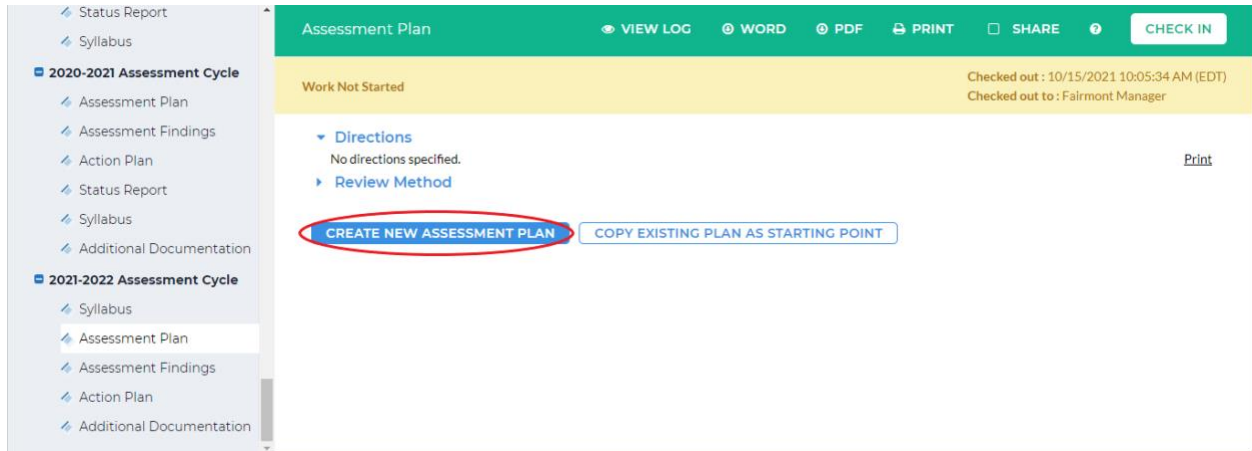 Status Report
Syllabus
2020-2021 Assessment Cycle
Assessment Plan
Assessment Findings
Action Plan
Status Report
Syllabus
Additional Documentation
2021-2022 Assessment Cycle
Syllabus
Assessment Plan
Assessment Findings
Action Plan
Additional Documentation
Assessment Plan VIEW LOG WORD PDF PRINT SHARE ? CHECK IN
Work Not Started
Checked out : 10/15/2021 10:05:34 AM (EDT)
Checked out to : Fairmont Manager
Directions
No directions specified. Print
Review Method
CREATE NEW ASSESSMENT PLAN COPY EXISTING PLAN AS STARTING POINT